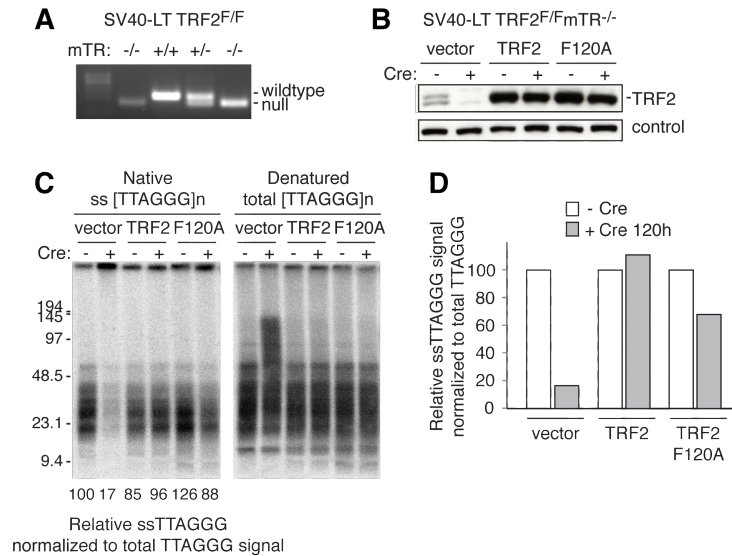 A
SV40-LT TRF2F/F
mTR: -/- +/+ +/- -/-
-wildtype
-null
B
SV40-LT TRF2F/FmTR-/-
vector TRF2 F120A
Cre: - + - + - +
-TRF2
control
C
Native
ss [TTAGGG]n
Denatured
total [TTAGGG]n
vector TRF2 F120A vector TRF2 F120A
Cre: - + - + - + - + - + - +
194-
145-
97-
48.5-
23.1-
9.4-
100 17 85 96 126 88
Relative ssTTAGGG
normalized to total TTAGGG signal
D
- Cre
+ Cre 120h
Relative ssTTAGGG signal
normalized to total TTAGGG
100
80
60
40
20
0
vector TRF2 TRF2
F120A